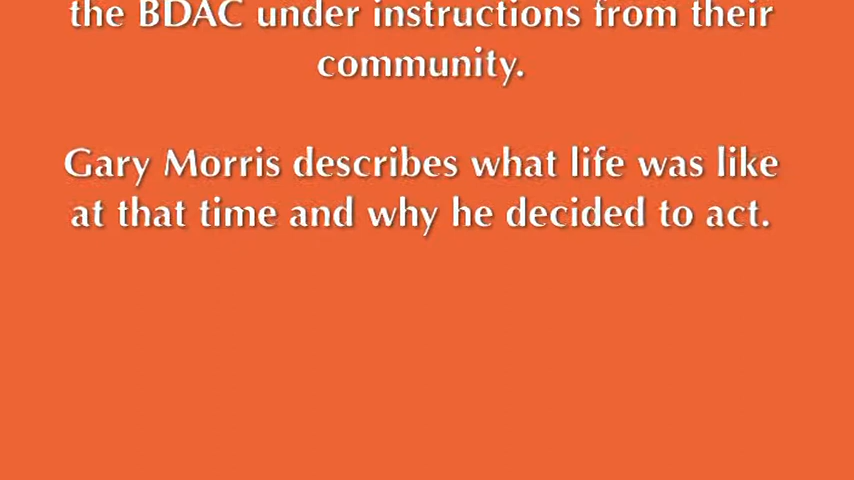 the BDAC under instructions from their
community.
Gary Morris describes what life was like
at that time and why he decided to act.